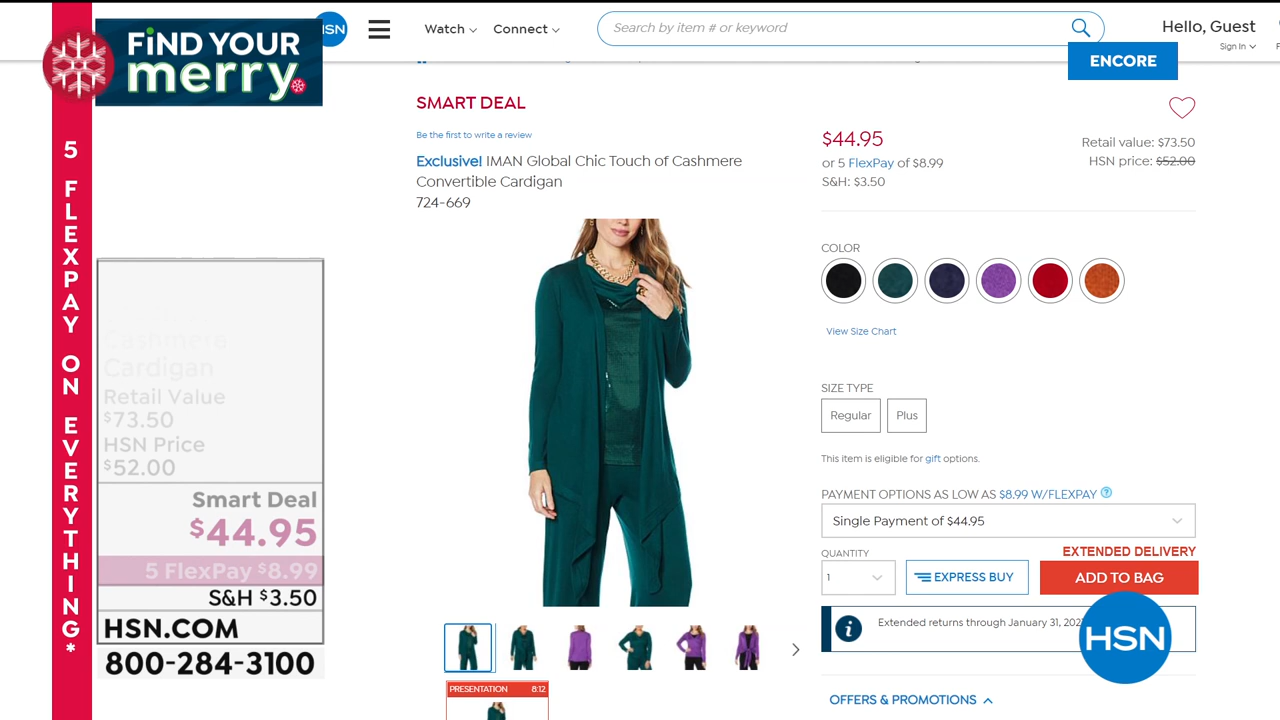 FiND YOUR
merry
5
FLEXPAY
ON
EVERYTHING*
HSN
Watch
Connect
Search by item # or keyword
Hello, Guest
Sign In
ENCORE
SMART DEAL
Be the first to write a review
Exclusive! IMAN Global Chic Touch of Cashmere
Convertible Cardigan
724-669
$44.95
or 5 FlexPay of $8.99
S&H: $3.50
Retail value: $73.50
HSN price: $52.00
COLOR
View Size Chart
SIZE TYPE
Regular
Plus
This item is eligible for gift options.
PAYMENT OPTIONS AS LOW AS $8.99 W/FLEXPAY ?
Single Payment of $44.95
QUANTITY
1
EXPRESS BUY
EXTENDED DELIVERY
ADD TO BAG
Extended returns through January 31,
HSN
OFFERS & PROMOTIONS
PRESENTATION 8:12
Cashmere
Cardigan
Retail Value
$73.50
HSN Price
$52.00
Smart Deal
$44.95
5 FlexPay $8.99
S&H $3.50
HSN.COM
800-284-3100